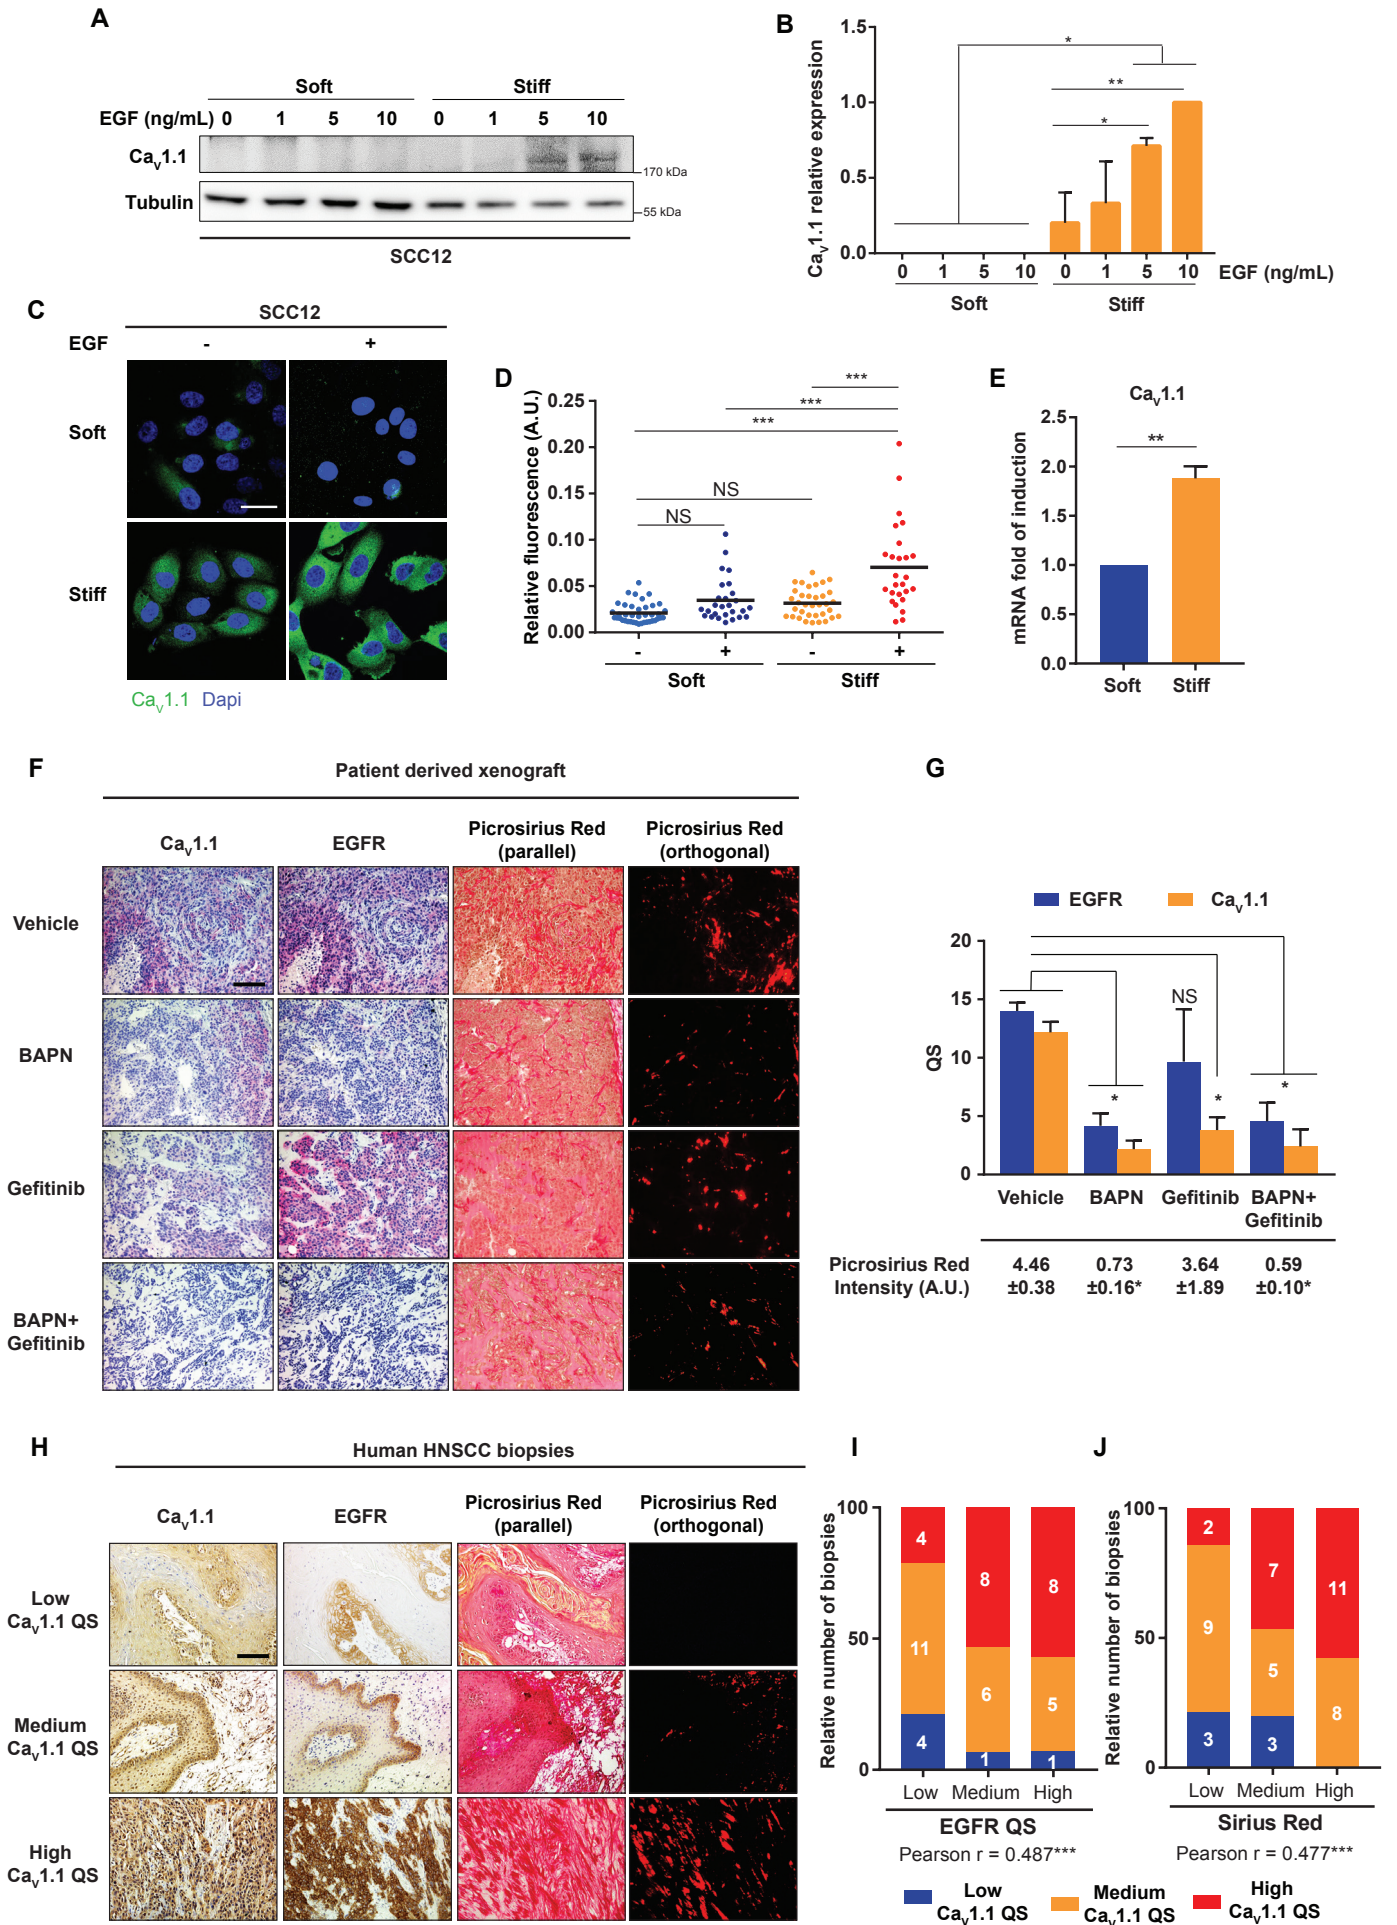 A
Soft Stiff
EGF (ng/mL) 0 1 5 10 0 1 5 10
Cav1.1
170 kDa
Tubulin
55 kDa
SCC12
B
Cav1.1 relative expression
1.5
1.0
0.5
0.0
*
**
*
0 1 5 10 0 1 5 10 EGF (ng/mL)
Soft Stiff
C
SCC12
EGF - +
Soft
Stiff
Cav1.1 Dapi
D
Relative fluorescence (A.U.)
0.25
0.20
0.15
0.10
0.05
0.00
***
***
***
NS
NS
- + - +
Soft Stiff
E
Cav1.1
mRNA fold of induction
2.5
2.0
1.5
1.0
0.5
0.0
**
Soft Stiff
F
Patient derived xenograft
Cav1.1 EGFR Picrosirius Red (parallel) Picrosirius Red (orthogonal)
Vehicle
BAPN
Gefitinib
BAPN+
Gefitinib
G
EGFR Cav1.1
QS
20
15
10
5
0
NS
* * *
Vehicle BAPN Gefitinib BAPN+ Gefitinib
Picrosirius Red 4.46 0.73 3.64 0.59
Intensity (A.U.) ±0.38 ±0.16* ±1.89 ±0.10*
H
Human HNSCC biopsies
Cav1.1 EGFR Picrosirius Red (parallel) Picrosirius Red (orthogonal)
Low
Cav1.1 QS
Medium
Cav1.1 QS
High
Cav1.1 QS
I
Relative number of biopsies
100
50
0
4 8 8
11 6 5
4 1 1
Low Medium High
EGFR QS
Pearson r = 0.487***
J
Relative number of biopsies
100
50
0
2 7 11
9 5 8
3 3
Low Medium High
Sirius Red
Pearson r = 0.477***
Low Cav1.1 QS
Medium Cav1.1 QS
High Cav1.1 QS